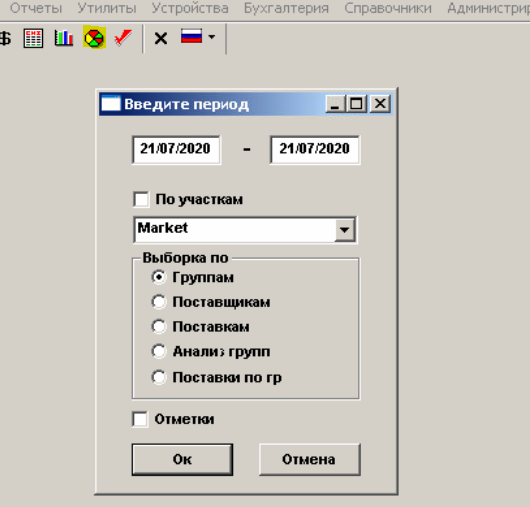 Отчеты Утилиты Устройства Бухгалтерия Справочники
Введите период
21/07/2020 - 21/07/2020
По участкам
Market
Выборка по
Группам
Поставщикам
Поставкам
Анализ групп
Поставки по гр
Отметки
Ок Отмена